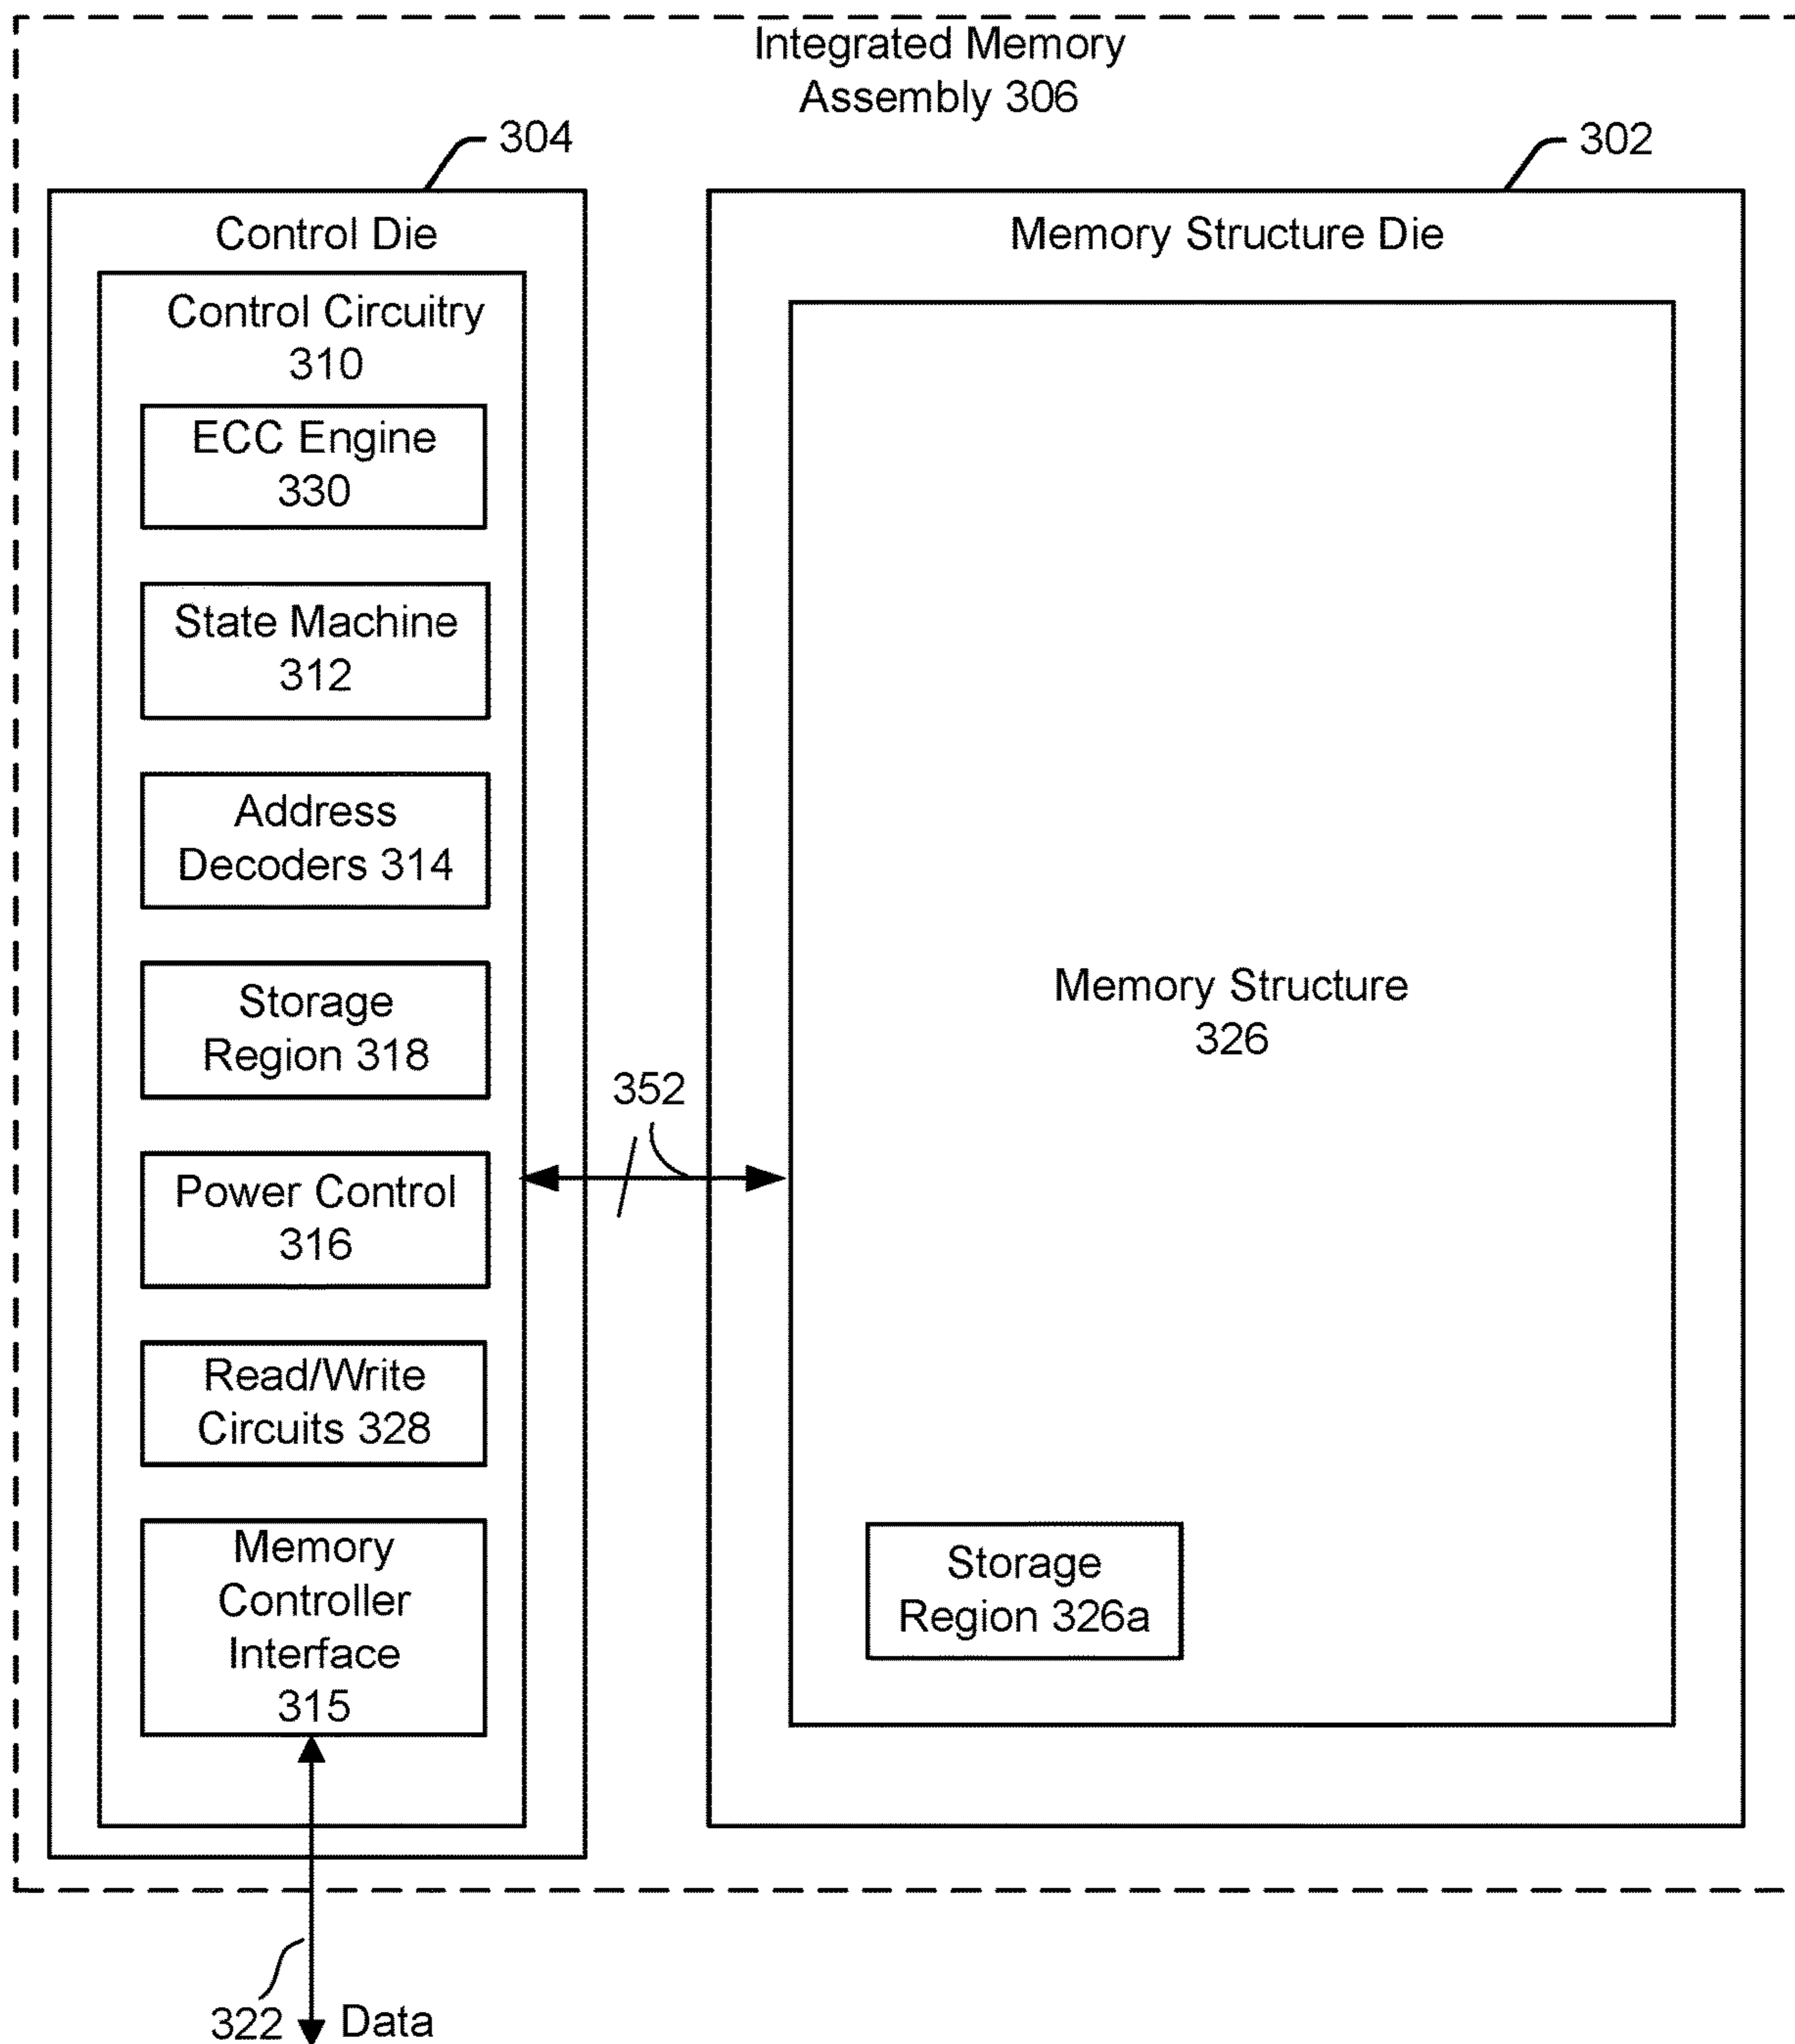 Integrated Memory
Assembly 306
304
302
Control Die
Memory Structure Die
Control Circuitry
310
ECC Engine
330
State Machine
312
Address
Decoders 314
Storage
Region 318
Memory Structure
326
352
Power Control
316
Read/Write
Circuits 328
Memory
Controller
Interface
315
Storage
Region 326a
322
Data